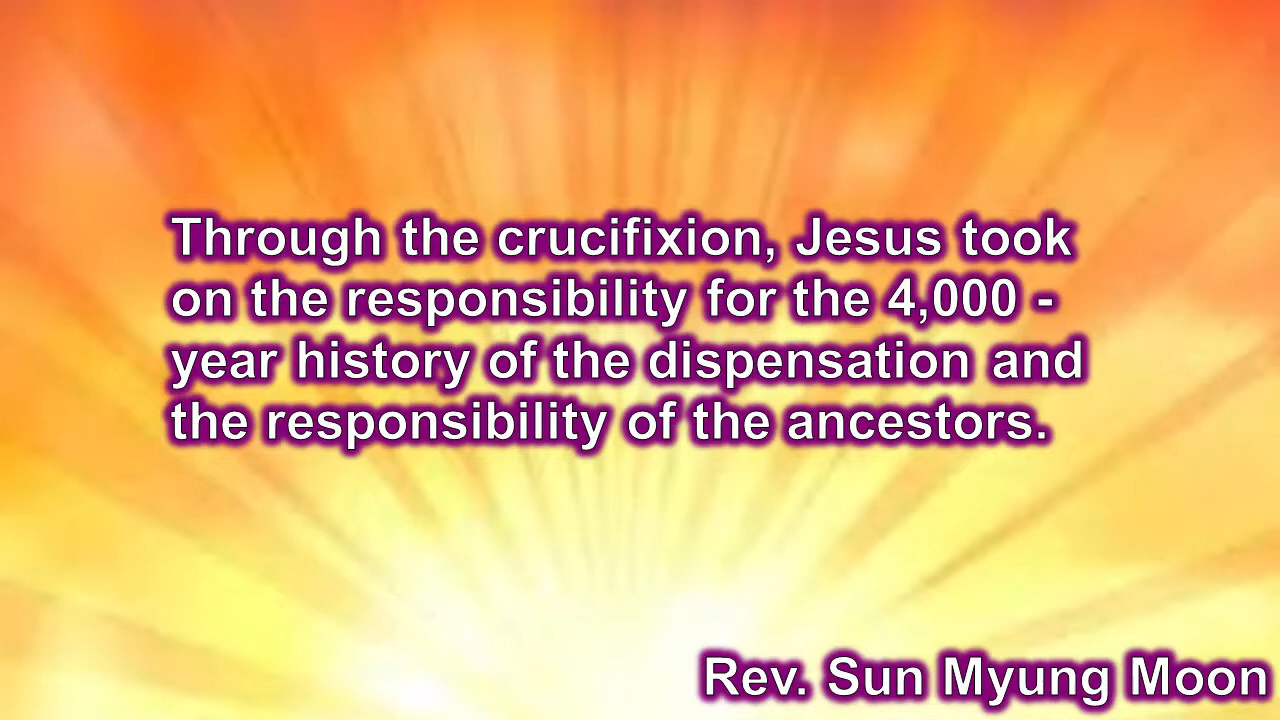 Through the crucifixion, Jesus took
on the responsibility for the 4,000 -
year history of the dispensation and
the responsibility of the ancestors.
Rev. Sun Myung Moon